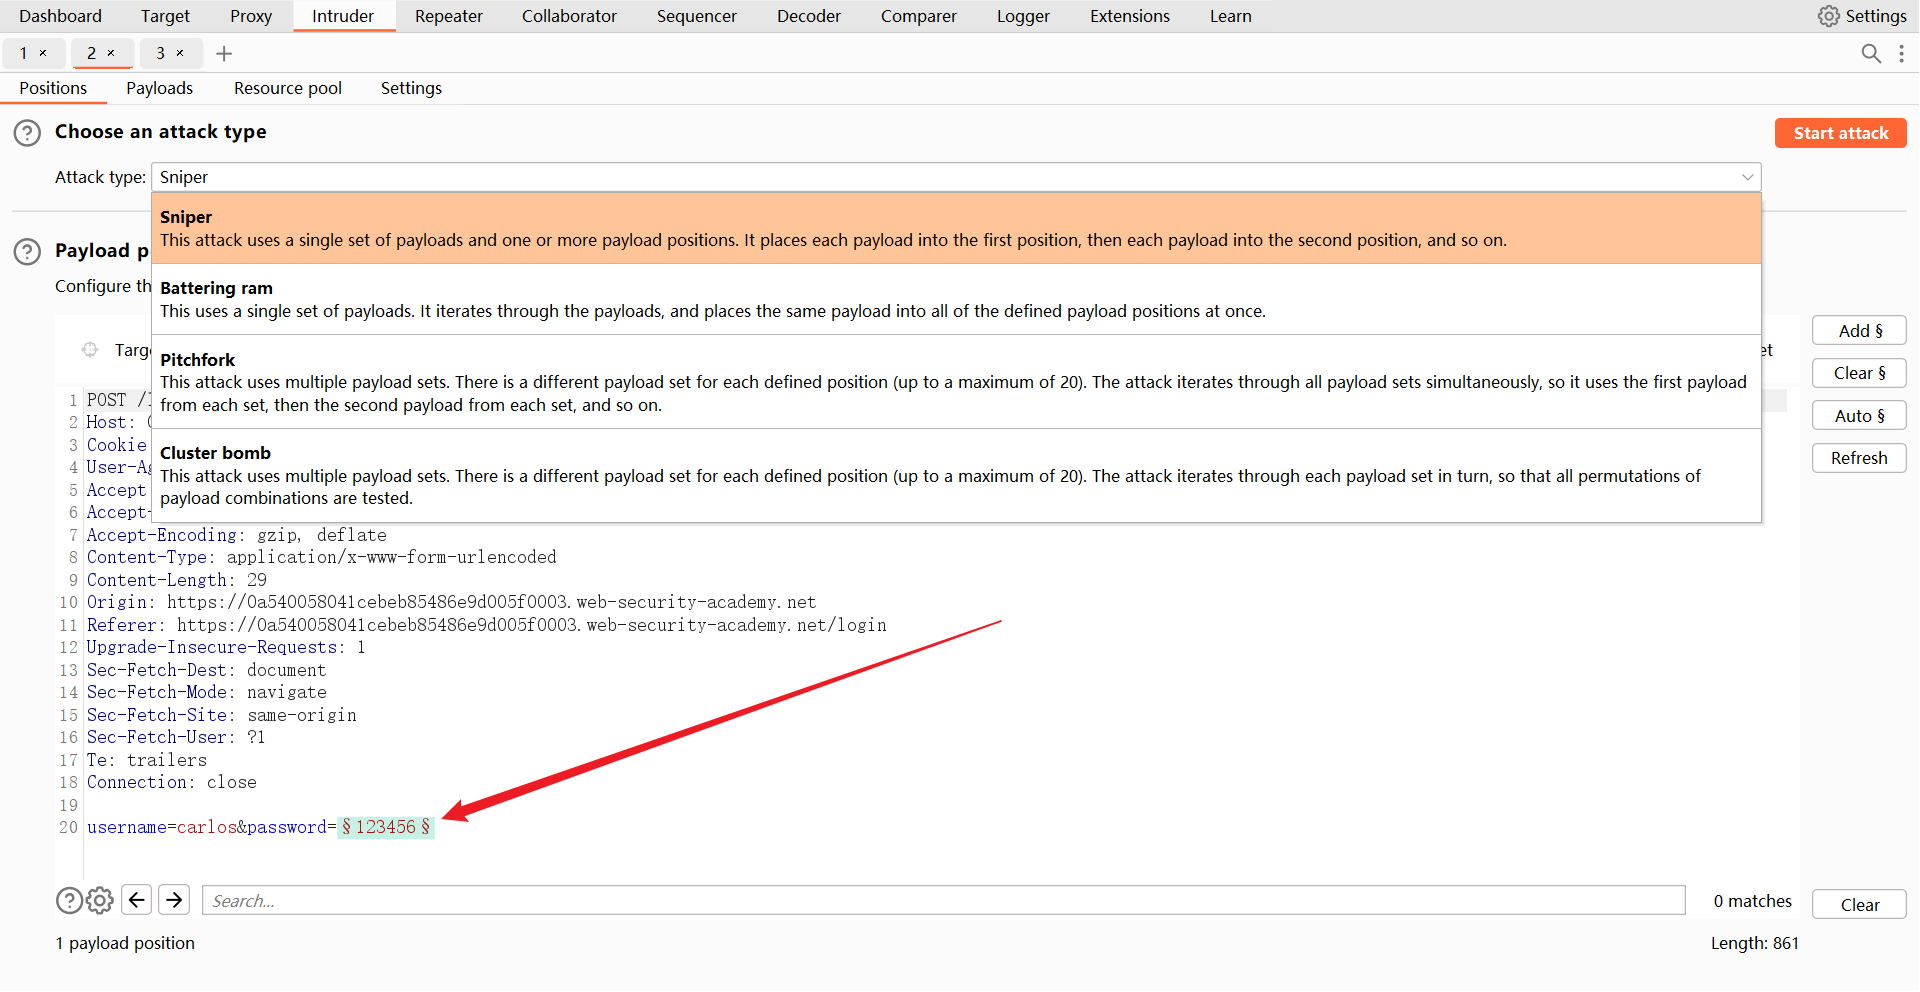 Dashboard Target Proxy Intruder Repeater Collaborator Sequencer Decoder Comparer Logger Extensions Learn Settings
1 × 2 × 3 × +
Positions Payloads Resource pool Settings
? Choose an attack type Start attack
Attack type: Sniper
Sniper
This attack uses a single set of payloads and one or more payload positions. It places each payload into the first position, then each payload into the second position, and so on.
? Payload p
Configure th
Battering ram
This uses a single set of payloads. It iterates through the payloads, and places the same payload into all of the defined payload positions at once.
Add §
Targ et
Pitchfork
This attack uses multiple payload sets. There is a different payload set for each defined position (up to a maximum of 20). The attack iterates through all payload sets simultaneously, so it uses the first payload
from each set, then the second payload from each set, and so on.
Clear §
Auto §
Cluster bomb
This attack uses multiple payload sets. There is a different payload set for each defined position (up to a maximum of 20). The attack iterates through each payload set in turn, so that all permutations of
payload combinations are tested.
Refresh
1 POST /l
2 Host: 0
3 Cookie
4 User-Ag
5 Accept
6 Accept-
7 Accept-Encoding: gzip, deflate
8 Content-Type: application/x-www-form-urlencoded
9 Content-Length: 29
10 Origin: https://0a540058041cebeb85486e9d005f0003.web-security-academy.net
11 Referer: https://0a540058041cebeb85486e9d005f0003.web-security-academy.net/login
12 Upgrade-Insecure-Requests: 1
13 Sec-Fetch-Dest: document
14 Sec-Fetch-Mode: navigate
15 Sec-Fetch-Site: same-origin
16 Sec-Fetch-User: ?1
17 Te: trailers
18 Connection: close
19
20 username=carlos&password=§123456§
? Search... 0 matches Clear
1 payload position Length: 861